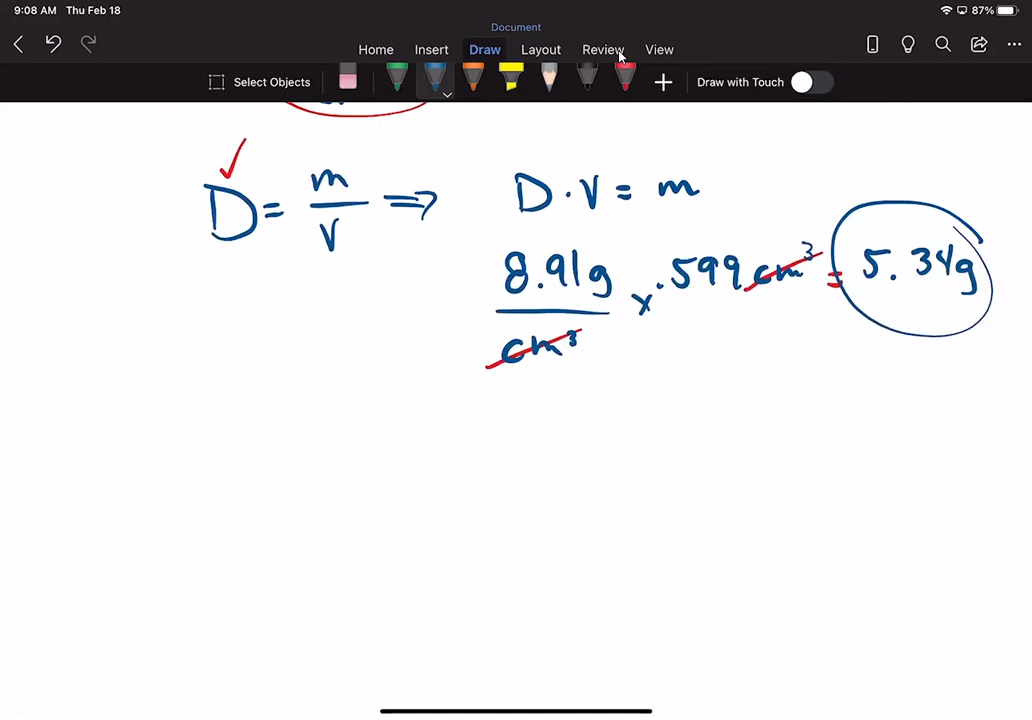 9:08 AM Thu Feb 18 87%
Document
Home Insert Draw Layout Review View
Select Objects Draw with Touch
D = m/v ⇒ D · V = m
8.91g/cm³ x .599 cm³ = 5.34g